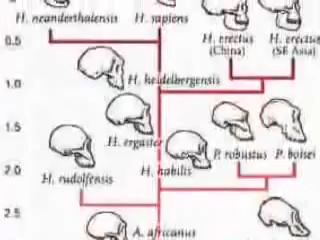 H. neanderthalensis H. sapiens
0.5 H. erectus H. erectus
(China) (SE Asia)
1.0 H. heidelbergensis
1.5 H. ergaster P. robustus P. boisei
2.0 H. rudolfensis H. habilis
2.5 A. africanus